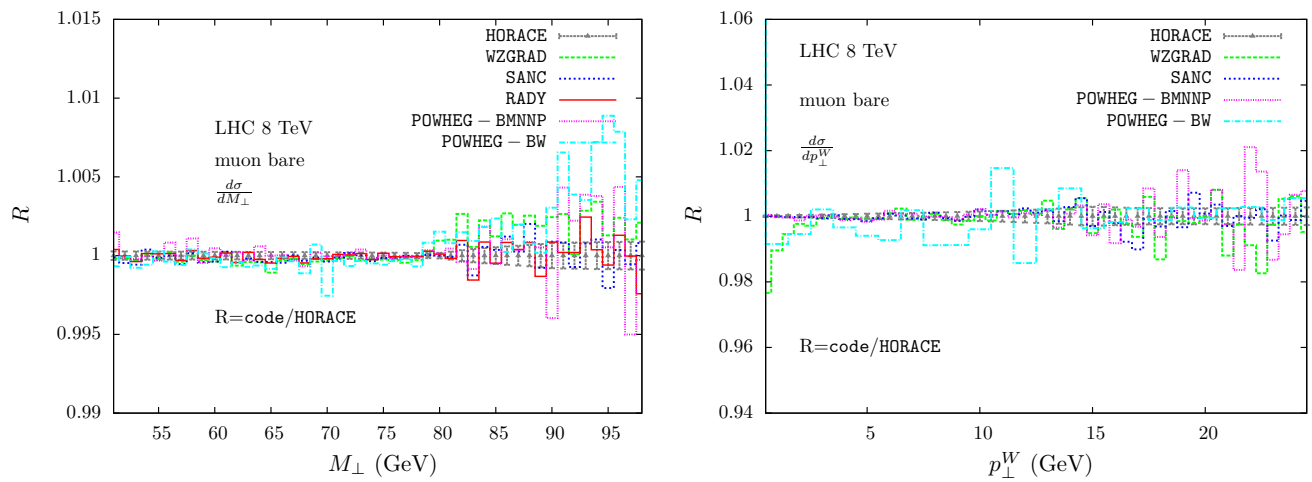 1.015
1.01
1.005
1
0.995
0.99
R
HORACE
WZGRAD
SANC
RADY
POWHEG − BMNNP
POWHEG − BW
LHC 8 TeV
muon bare
dσ/dM⊥
R=code/HORACE
55 60 65 70 75 80 85 90 95
M⊥ (GeV)
1.06
1.04
1.02
1
0.98
0.96
0.94
R
HORACE
WZGRAD
SANC
POWHEG − BMNNP
POWHEG − BW
LHC 8 TeV
muon bare
dσ/dp⊥^W
R=code/HORACE
5 10 15 20
p⊥^W (GeV)